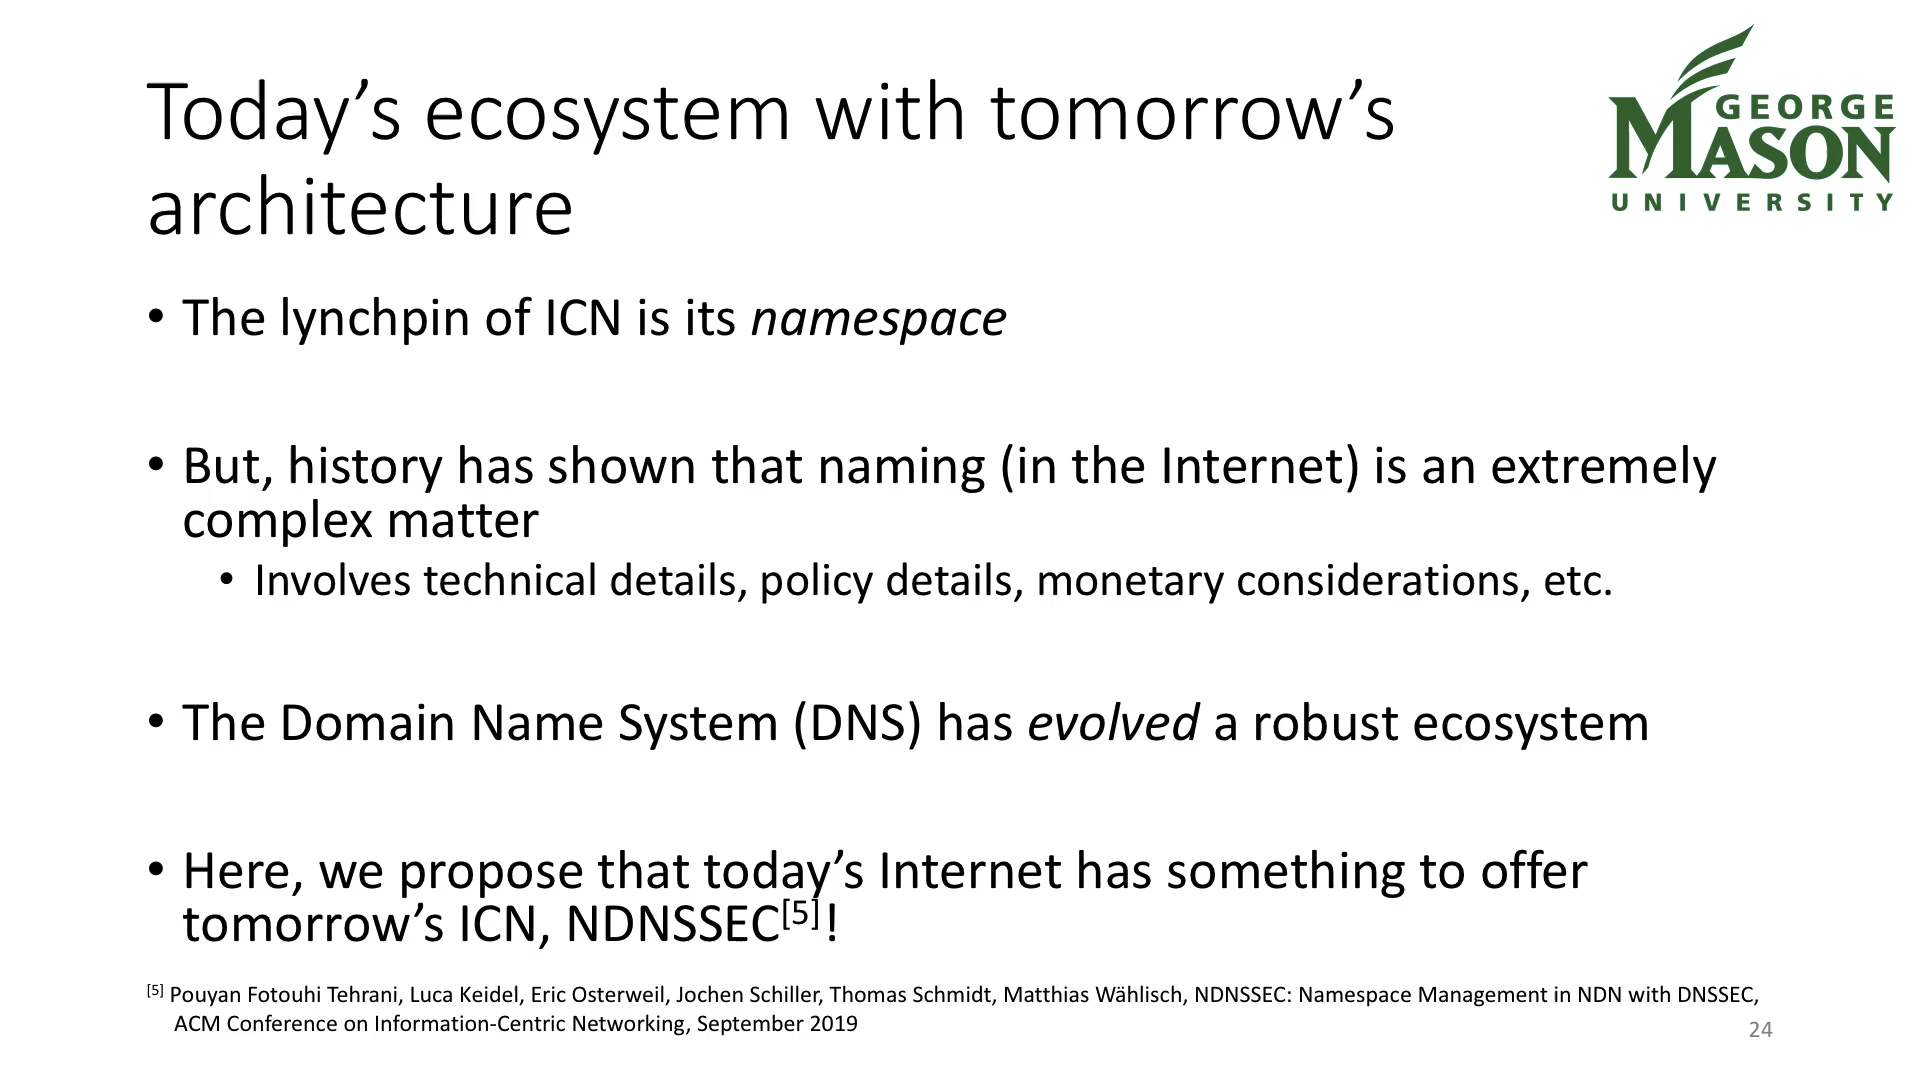 Today’s ecosystem with tomorrow’s
architecture
GEORGE
MASON
UNIVERSITY
• The lynchpin of ICN is its namespace
• But, history has shown that naming (in the Internet) is an extremely
complex matter
• Involves technical details, policy details, monetary considerations, etc.
• The Domain Name System (DNS) has evolved a robust ecosystem
• Here, we propose that today’s Internet has something to offer
tomorrow’s ICN, NDNSSEC[5]!
[5] Pouyan Fotouhi Tehrani, Luca Keidel, Eric Osterweil, Jochen Schiller, Thomas Schmidt, Matthias Wählisch, NDNSSEC: Namespace Management in NDN with DNSSEC,
ACM Conference on Information-Centric Networking, September 2019
24